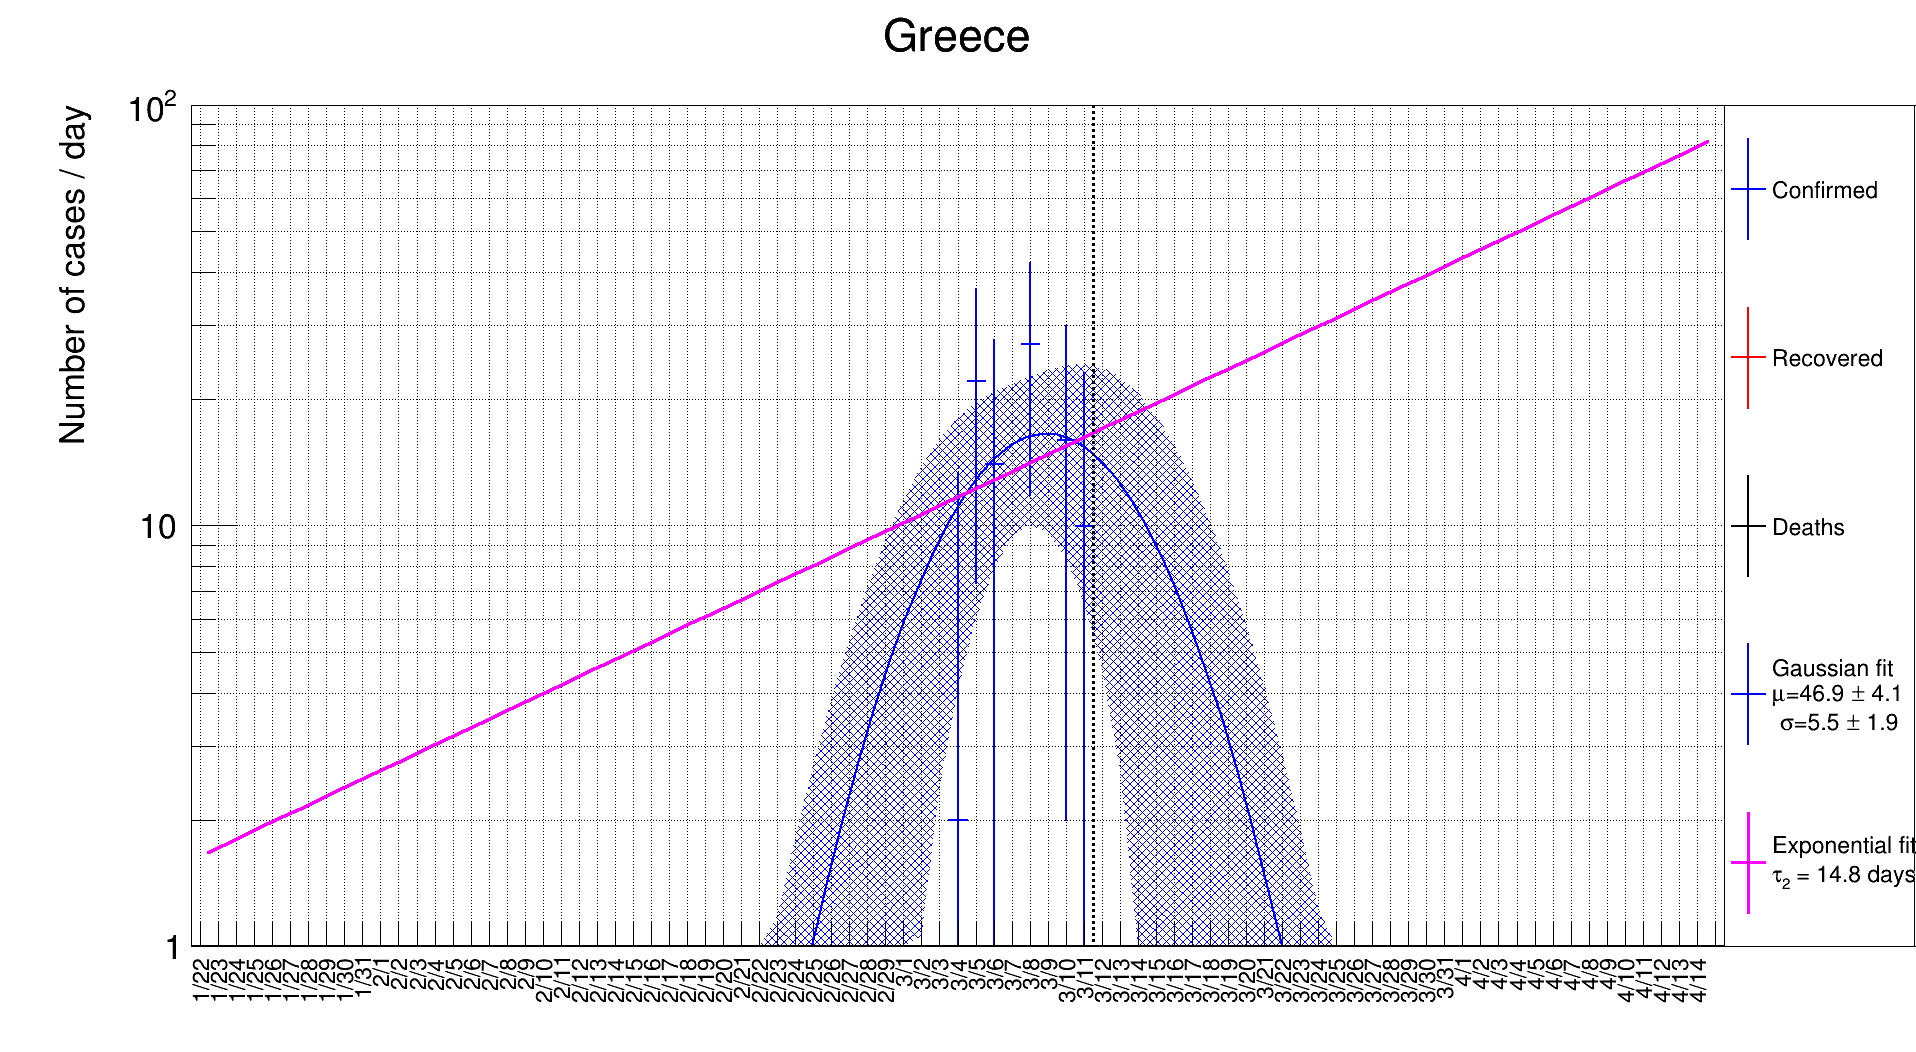 Greece
Number of cases / day
10²
10
1
1/22 1/23 1/24 1/25 1/26 1/27 1/28 1/29 1/30 1/31 2/1 2/2 2/3 2/4 2/5 2/6 2/7 2/8 2/9 2/10 2/11 2/12 2/13 2/14 2/15 2/16 2/17 2/18 2/19 2/20 2/21 2/22 2/23 2/24 2/25 2/26 2/27 2/28 2/29 3/1 3/2 3/3 3/4 3/5 3/6 3/7 3/8 3/9 3/10 3/11 3/12 3/13 3/14 3/15 3/16 3/17 3/18 3/19 3/20 3/21 3/22 3/23 3/24 3/25 3/26 3/27 3/28 3/29 3/30 3/31 4/1 4/2 4/3 4/4 4/5 4/6 4/7 4/8 4/9 4/10 4/11 4/12 4/13 4/14
Confirmed
Recovered
Deaths
Gaussian fit
μ=46.9 ± 4.1
σ=5.5 ± 1.9
Exponential fit
τ₂ = 14.8 days